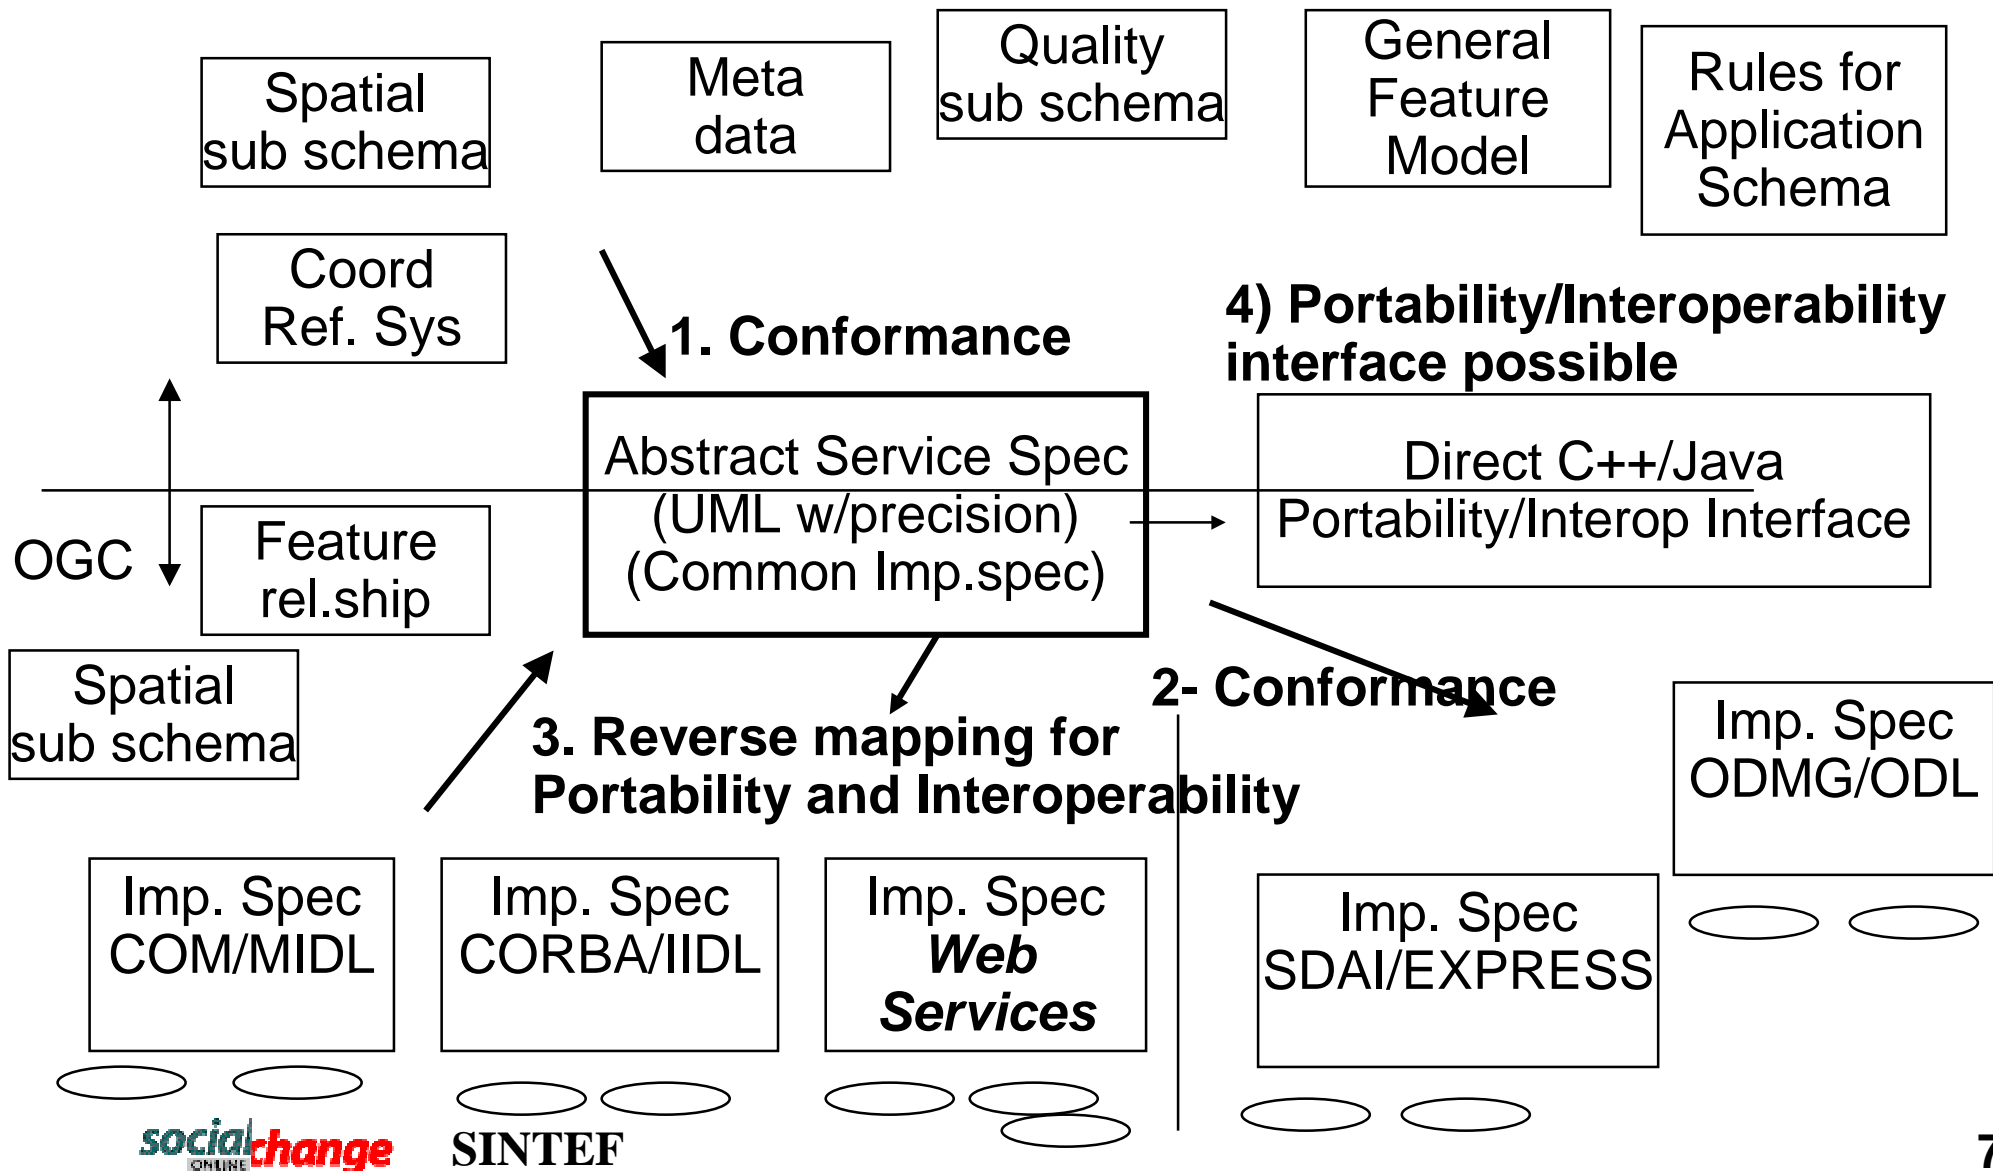 Spatial
sub schema
Meta
data
Quality
sub schema
General
Feature
Model
Rules for
Application
Schema
Coord
Ref. Sys
1. Conformance
4) Portability/Interoperability
interface possible
Abstract Service Spec
(UML w/precision)
(Common Imp.spec)
Direct C++/Java
Portability/Interop Interface
OGC
Feature
rel.ship
Spatial
sub schema
2- Conformance
3. Reverse mapping for
Portability and Interoperability
Imp. Spec
ODMG/ODL
Imp. Spec
COM/MIDL
Imp. Spec
CORBA/IIDL
Imp. Spec
Web
Services
Imp. Spec
SDAI/EXPRESS
social change
ONLINE
SINTEF
7